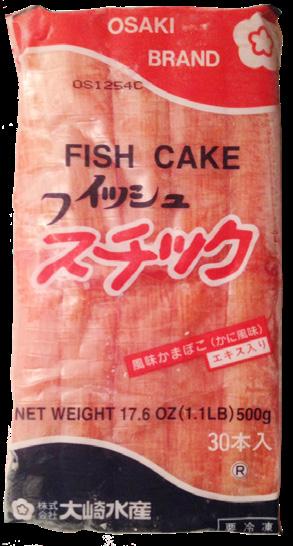 OSAKI
BRAND
OS1254C
FISH CAKE
フィッシュ
スチック
風味かまぼこ(かに風味)
エキス入り
NET WEIGHT 17.6 OZ (1.1LB) 500g
30本入
®
株式会社 大崎水産
要冷凍